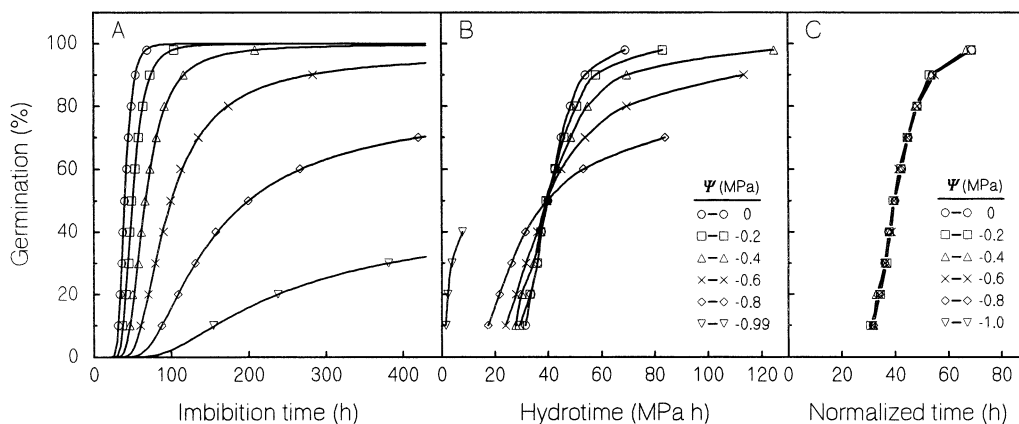 A
B
C
Germination (%)
100
80
60
40
20
0
Ψ (MPa)
0
-0.2
-0.4
-0.6
-0.8
-0.99
Ψ (MPa)
0
-0.2
-0.4
-0.6
-0.8
-1.0
0 100 200 300 400
0 20 40 60 80 100 120
0 20 40 60 80
Imbibition time (h)
Hydrotime (MPa h)
Normalized time (h)